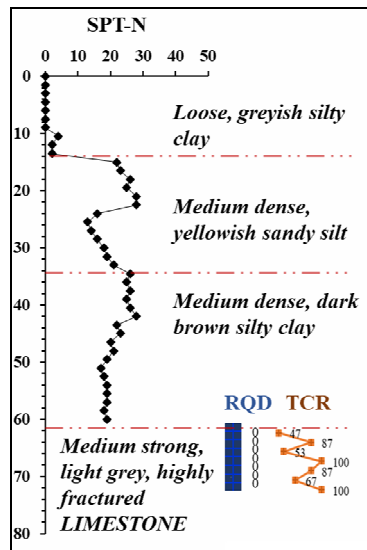 SPT-N
0 10 20 30 40 50
0
10
Loose, greyish silty
clay
20
Medium dense,
yellowish sandy silt
30
40
Medium dense, dark
brown silty clay
50
60
RQD TCR
0 47
0 87
0 53
0 100
0 87
0 67
0 100
Medium strong,
light grey, highly
fractured
LIMESTONE
70
80